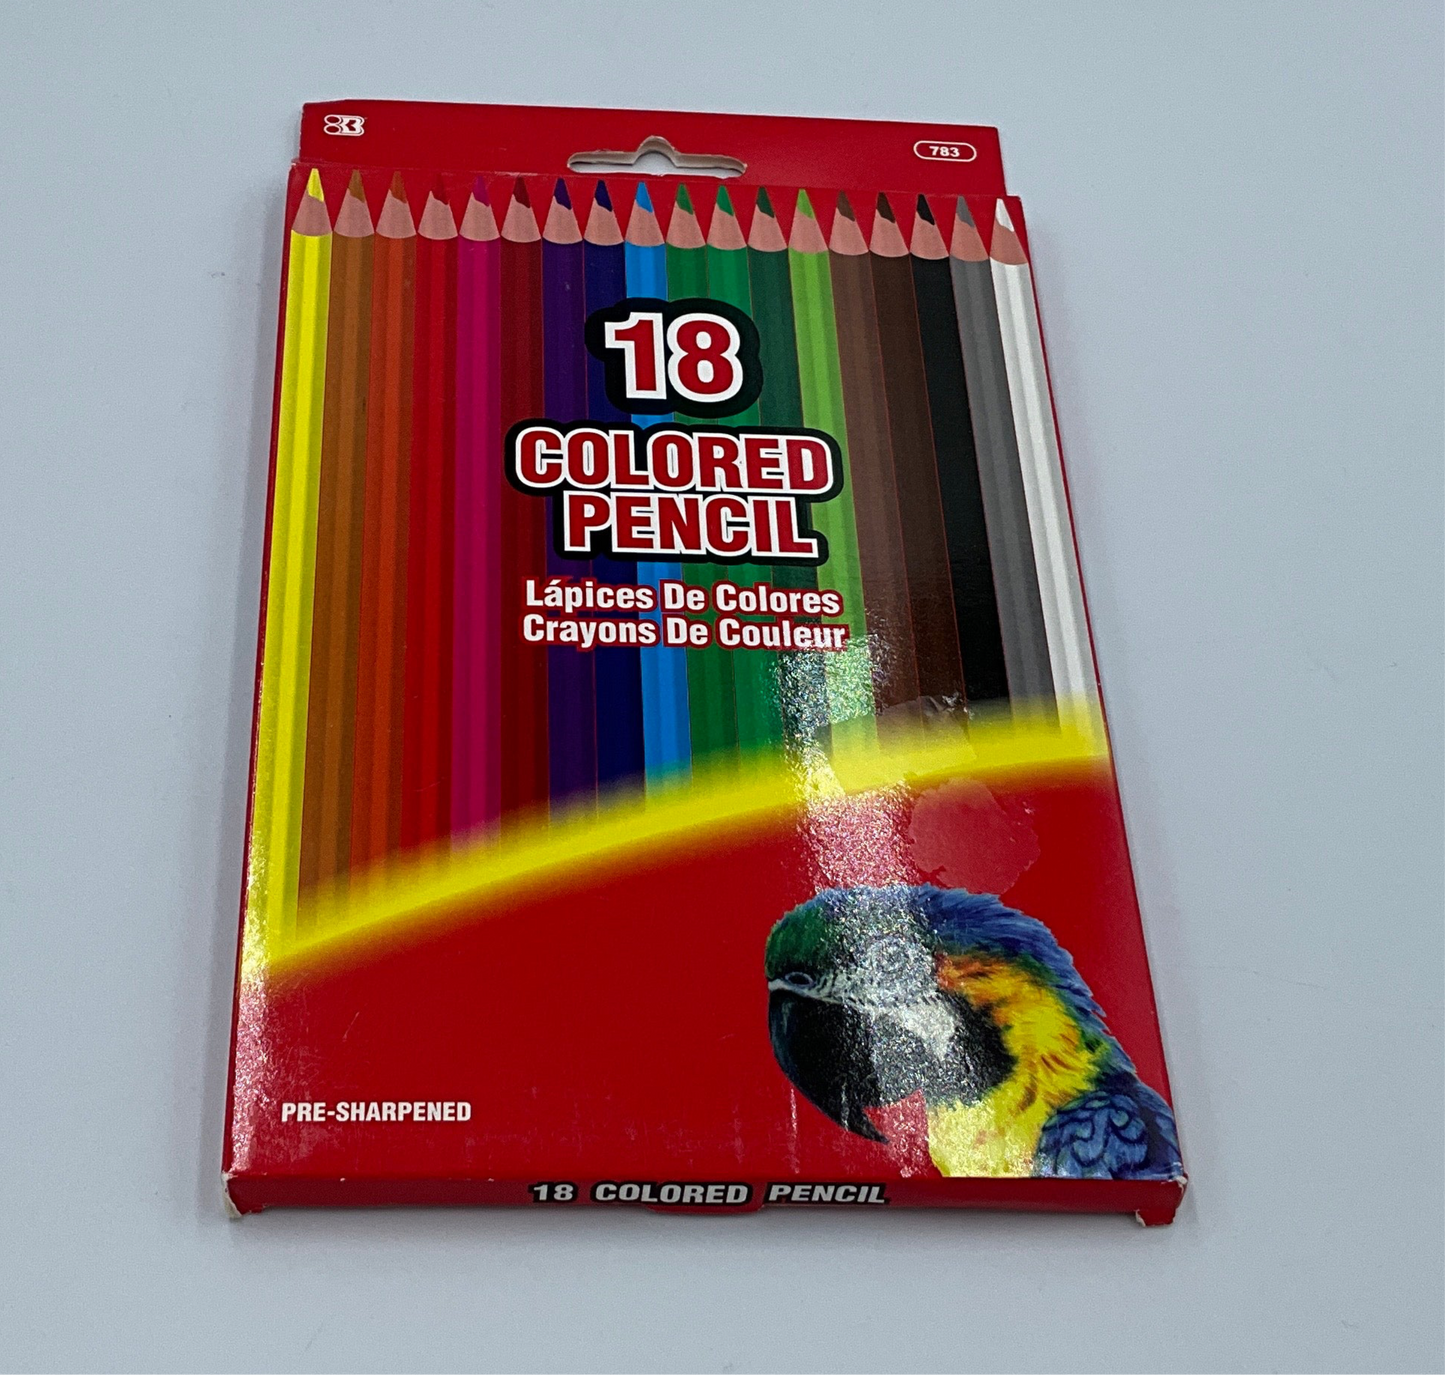 783
18
COLORED
PENCIL
Lápices De Colores
Crayons De Couleur
PRE-SHARPENED
18 COLORED PENCIL